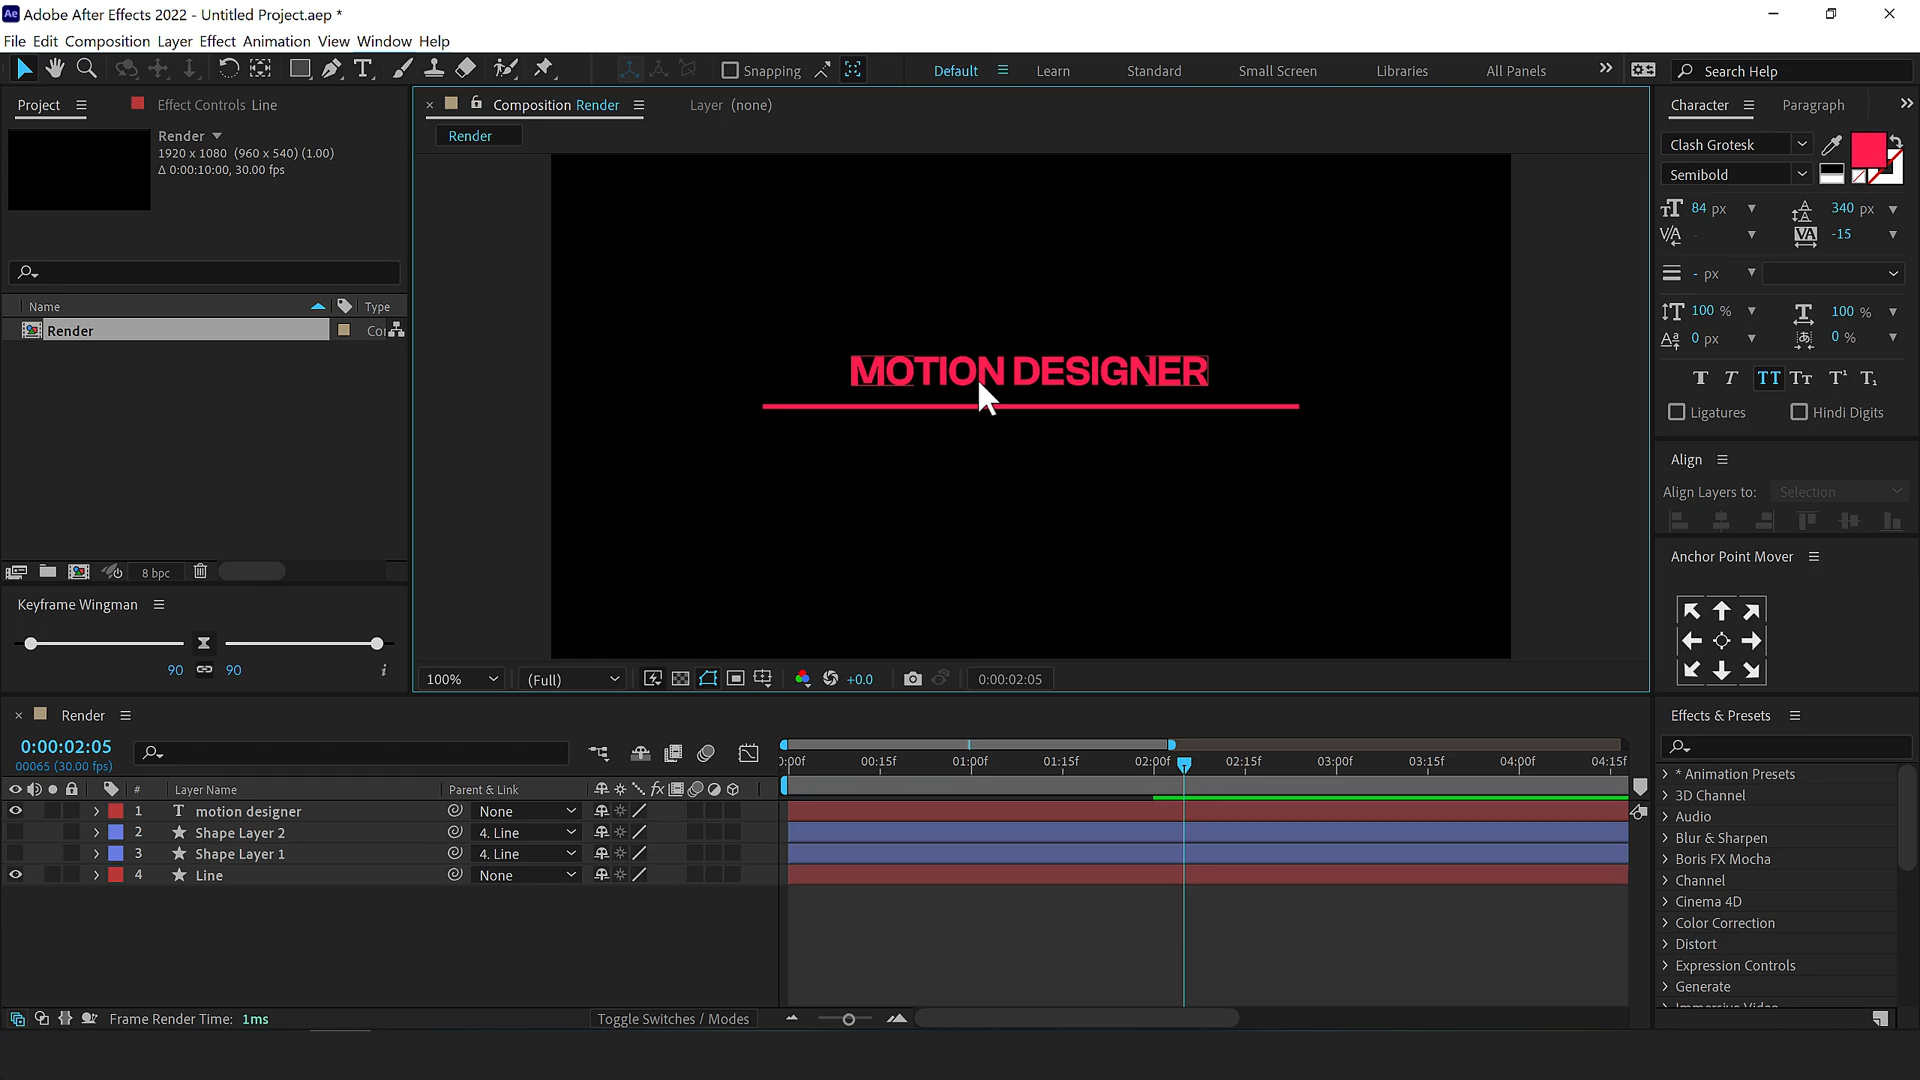 Ae Adobe After Effects 2022 - Untitled Project.aep *
File Edit Composition Layer Effect Animation View Window Help
Snapping
Default
Learn
Standard
Small Screen
Libraries
All Panels
Search Help
Project
Effect Controls Line
Render
1920 x 1080 (960 x 540) (1.00)
Δ 0:00:10:00, 30.00 fps
Name
Type
Render
Co
8 bpc
Keyframe Wingman
90
90
Composition Render
Layer (none)
Render
MOTION DESIGNER
100%
(Full)
+0.0
0:00:02:05
Character
Paragraph
Clash Grotesk
Semibold
84 px
340 px
-
-15
- px
100 %
100 %
0 px
0 %
Ligatures
Hindi Digits
Align
Align Layers to:
Selection
Anchor Point Mover
Render
0:00:02:05
00065 (30.00 fps)
:00f 00:15f 01:00f 01:15f 02:00f 02:15f 03:00f 03:15f 04:00f 04:15f
# Layer Name Parent & Link
1 T motion designer None
2 Shape Layer 2 4. Line
3 Shape Layer 1 4. Line
4 Line None
Frame Render Time: 1ms
Toggle Switches / Modes
Effects & Presets
* Animation Presets
3D Channel
Audio
Blur & Sharpen
Boris FX Mocha
Channel
Cinema 4D
Color Correction
Distort
Expression Controls
Generate
Immersive Video